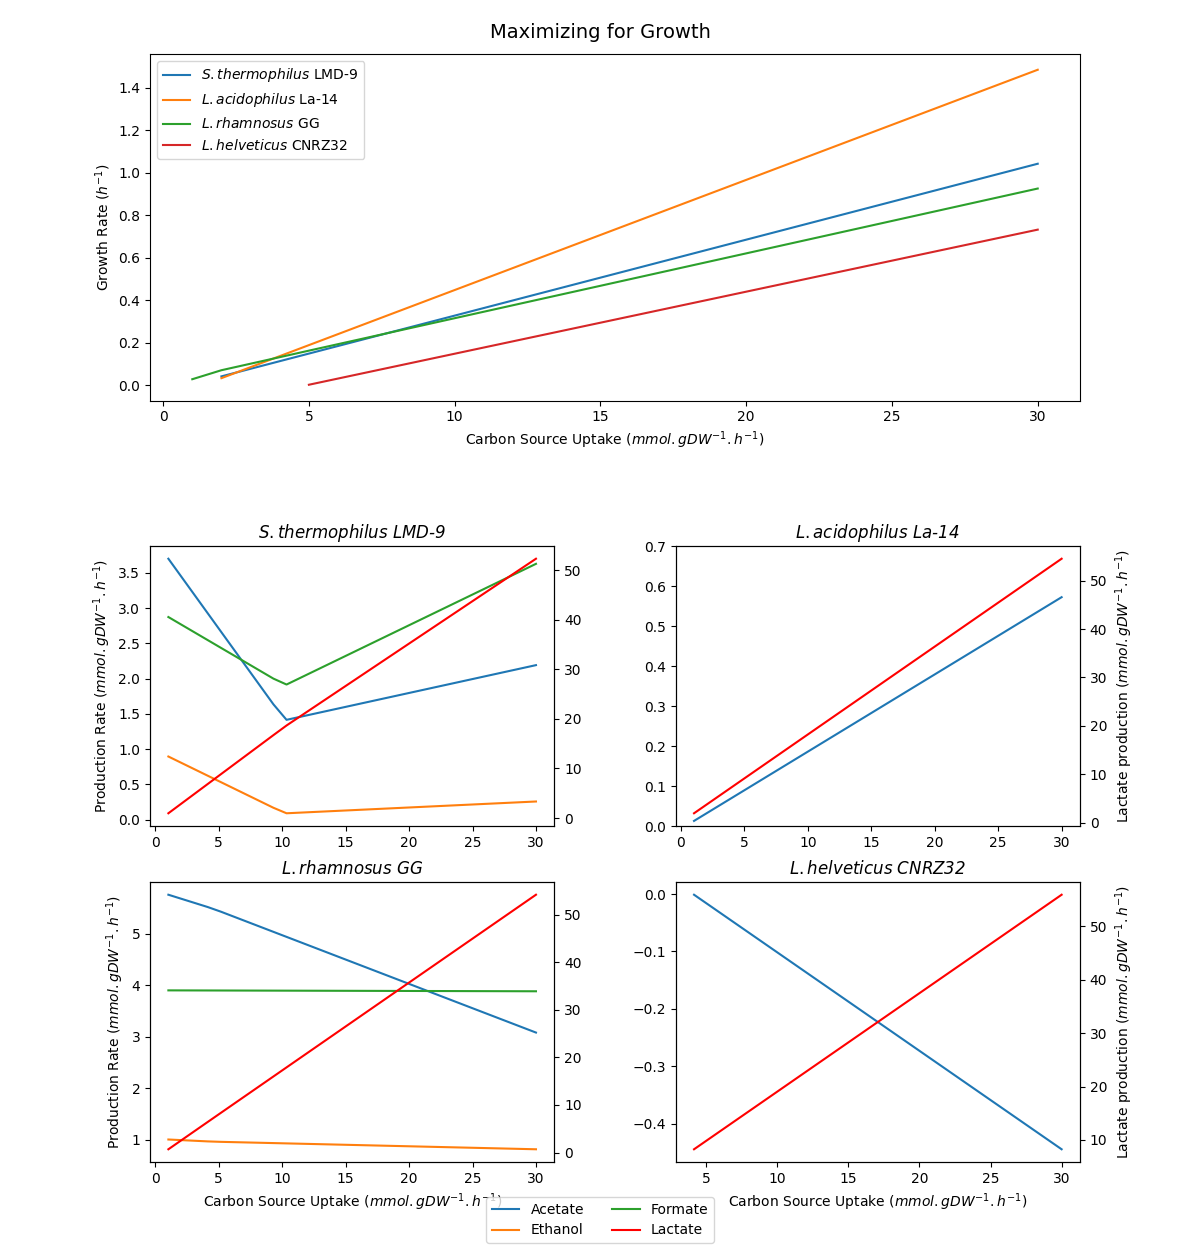 Maximizing for Growth
S.thermophilus LMD-9
L.acidophilus La-14
L.rhamnosus GG
L.helveticus CNRZ32
Growth Rate (h⁻¹)
1.4
1.2
1.0
0.8
0.6
0.4
0.2
0.0
0 5 10 15 20 25 30
Carbon Source Uptake (mmol.gDW⁻¹.h⁻¹)
S.thermophilus LMD-9
Production Rate (mmol.gDW⁻¹.h⁻¹)
3.5
3.0
2.5
2.0
1.5
1.0
0.5
0.0
50
40
30
20
10
0
0 5 10 15 20 25 30
L.acidophilus La-14
0.7
0.6
0.5
0.4
0.3
0.2
0.1
0.0
50
40
30
20
10
0
Lactate production (mmol.gDW⁻¹.h⁻¹)
0 5 10 15 20 25 30
L.rhamnosus GG
Production Rate (mmol.gDW⁻¹.h⁻¹)
5
4
3
2
1
50
40
30
20
10
0
0 5 10 15 20 25 30
Carbon Source Uptake (mmol.gDW⁻¹.h⁻¹)
L.helveticus CNRZ32
0.0
−0.1
−0.2
−0.3
−0.4
50
40
30
20
10
Lactate production (mmol.gDW⁻¹.h⁻¹)
5 10 15 20 25 30
Carbon Source Uptake (mmol.gDW⁻¹.h⁻¹)
Acetate Formate
Ethanol Lactate